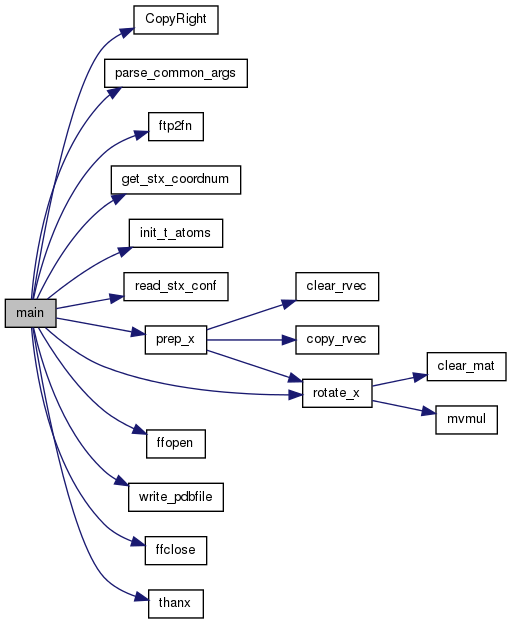 CopyRight
parse_common_args
ftp2fn
get_stx_coordnum
init_t_atoms
read_stx_conf
clear_rvec
main
prep_x
copy_rvec
clear_mat
rotate_x
mvmul
ffopen
write_pdbfile
ffclose
thanx